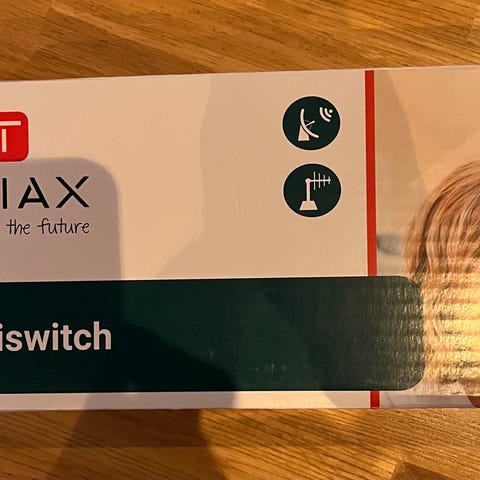 T
IAX
the future
iswitch